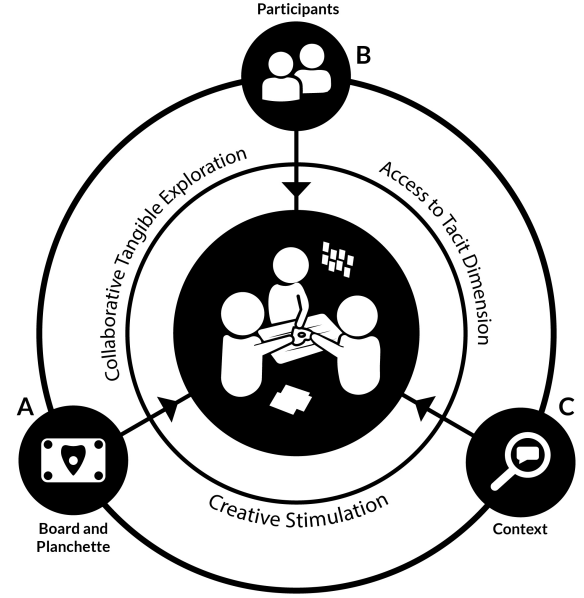 Participants
B
Collaborative Tangible Exploration
Access to Tacit Dimension
A
C
Creative Stimulation
Board and
Planchette
Context